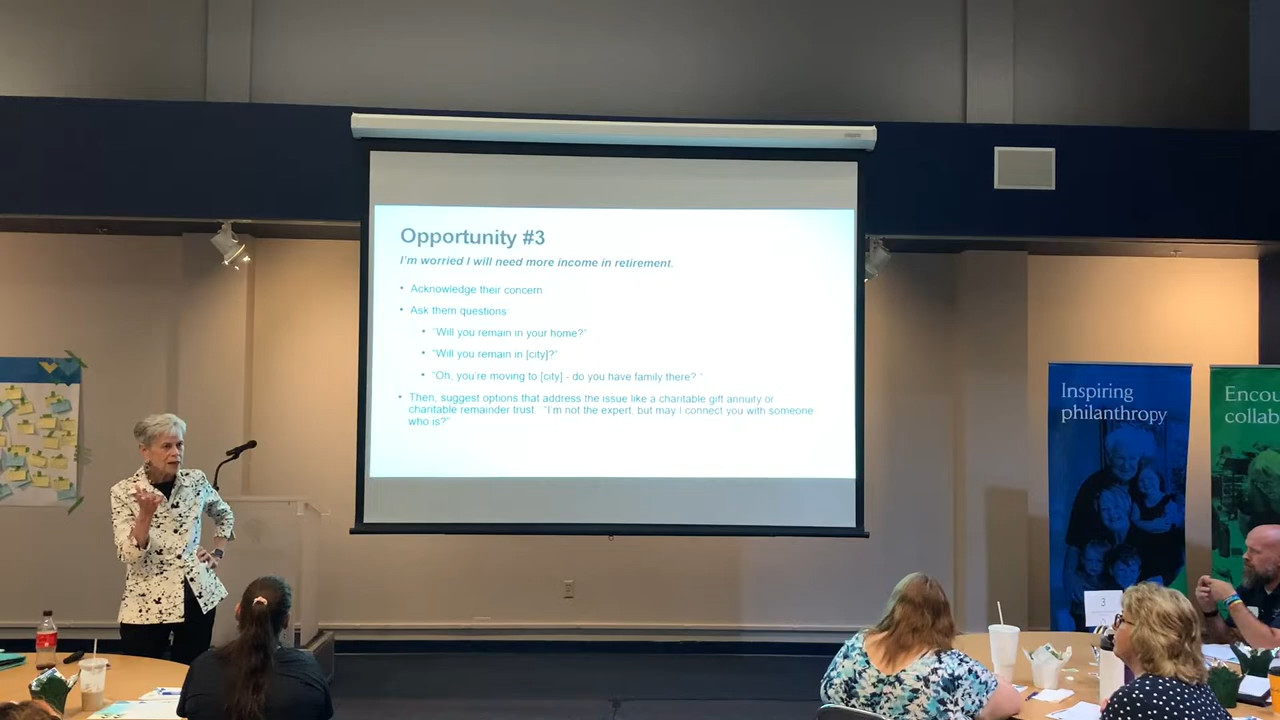 Opportunity #3
I'm worried I will need more income in retirement.
• Acknowledge their concern
• Ask them questions:
• "Will you remain in your home?"
• "Will you remain in [city]?"
• "Oh, you're moving to [city] - do you have family there? "
• Then, suggest options that address the issue like a charitable gift annuity or
charitable remainder trust. "I'm not the expert, but may I connect you with someone
who is?"
Inspiring
philanthropy
Encou
collab
3